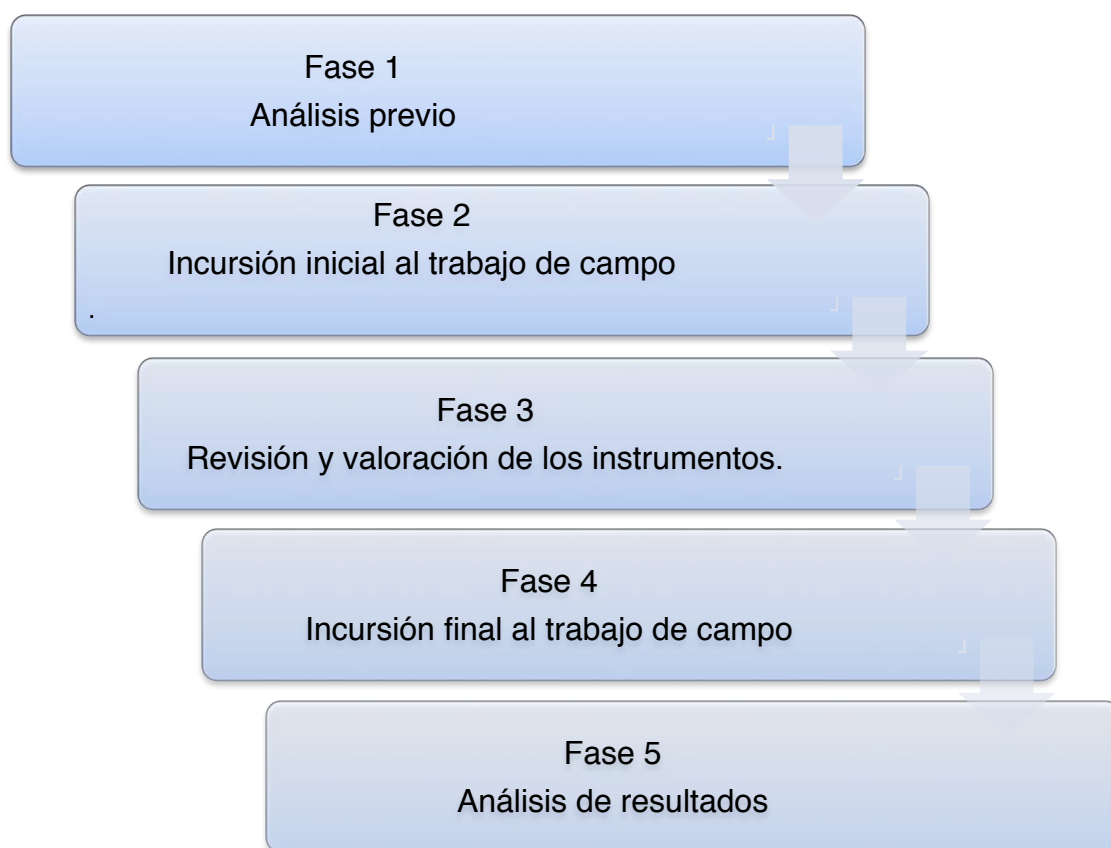 Fase 1
Análisis previo
Fase 2
Incursión inicial al trabajo de campo
.
Fase 3
Revisión y valoración de los instrumentos.
Fase 4
Incursión final al trabajo de campo
Fase 5
Análisis de resultados